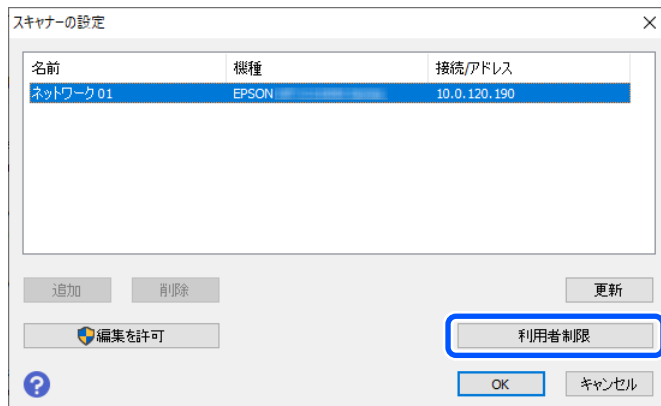 スキャナーの設定
名前 機種 接続/アドレス
ネットワーク 01 EPSON 10.0.120.190
追加 削除 更新
編集を許可 利用者制限
OK キャンセル